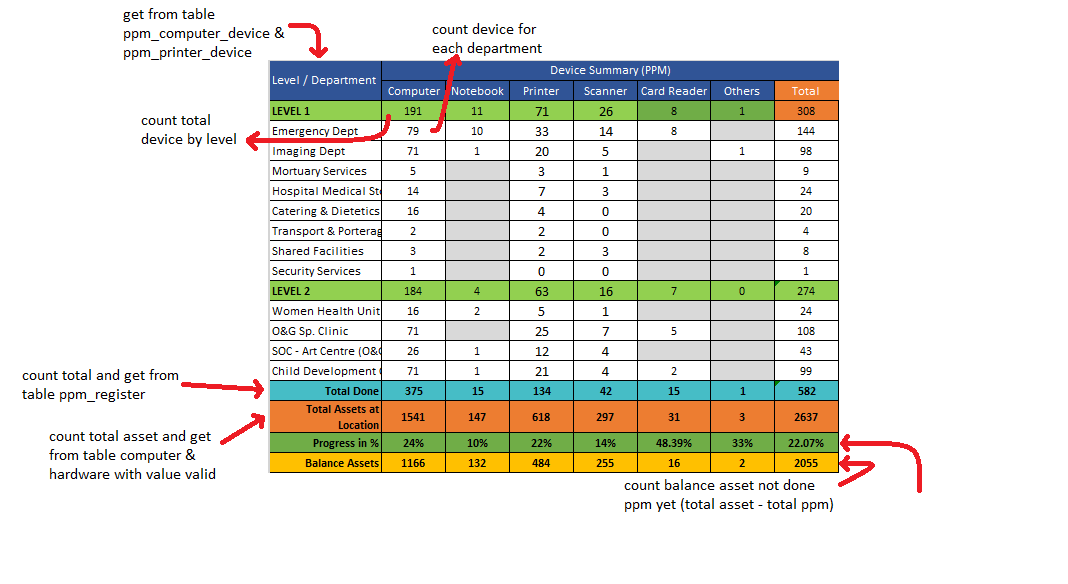 get from table
ppm_computer_device &
ppm_printer_device
count device for
each department
Level / Department
Device Summary (PPM)
Computer Notebook Printer Scanner Card Reader Others Total
LEVEL 1 191 11 71 26 8 1 308
count total
device by level
Emergency Dept 79 10 33 14 8 144
Imaging Dept 71 1 20 5 1 98
Mortuary Services 5 3 1 9
Hospital Medical St 14 7 3 24
Catering & Dietetics 16 4 0 20
Transport & Porterag 2 2 0 4
Shared Facilities 3 2 3 8
Security Services 1 0 0 1
LEVEL 2 184 4 63 16 7 0 274
Women Health Unit 16 2 5 1 24
O&G Sp. Clinic 71 25 7 5 108
SOC - Art Centre (O&G 26 1 12 4 43
Child Development 71 1 21 4 2 99
count total and get from
table ppm_register
Total Done 375 15 134 42 15 1 582
Total Assets at
Location 1541 147 618 297 31 3 2637
count total asset and get
from table computer &
hardware with value valid
Progress in % 24% 10% 22% 14% 48.39% 33% 22.07%
Balance Assets 1166 132 484 255 16 2 2055
count balance asset not done
ppm yet (total asset - total ppm)